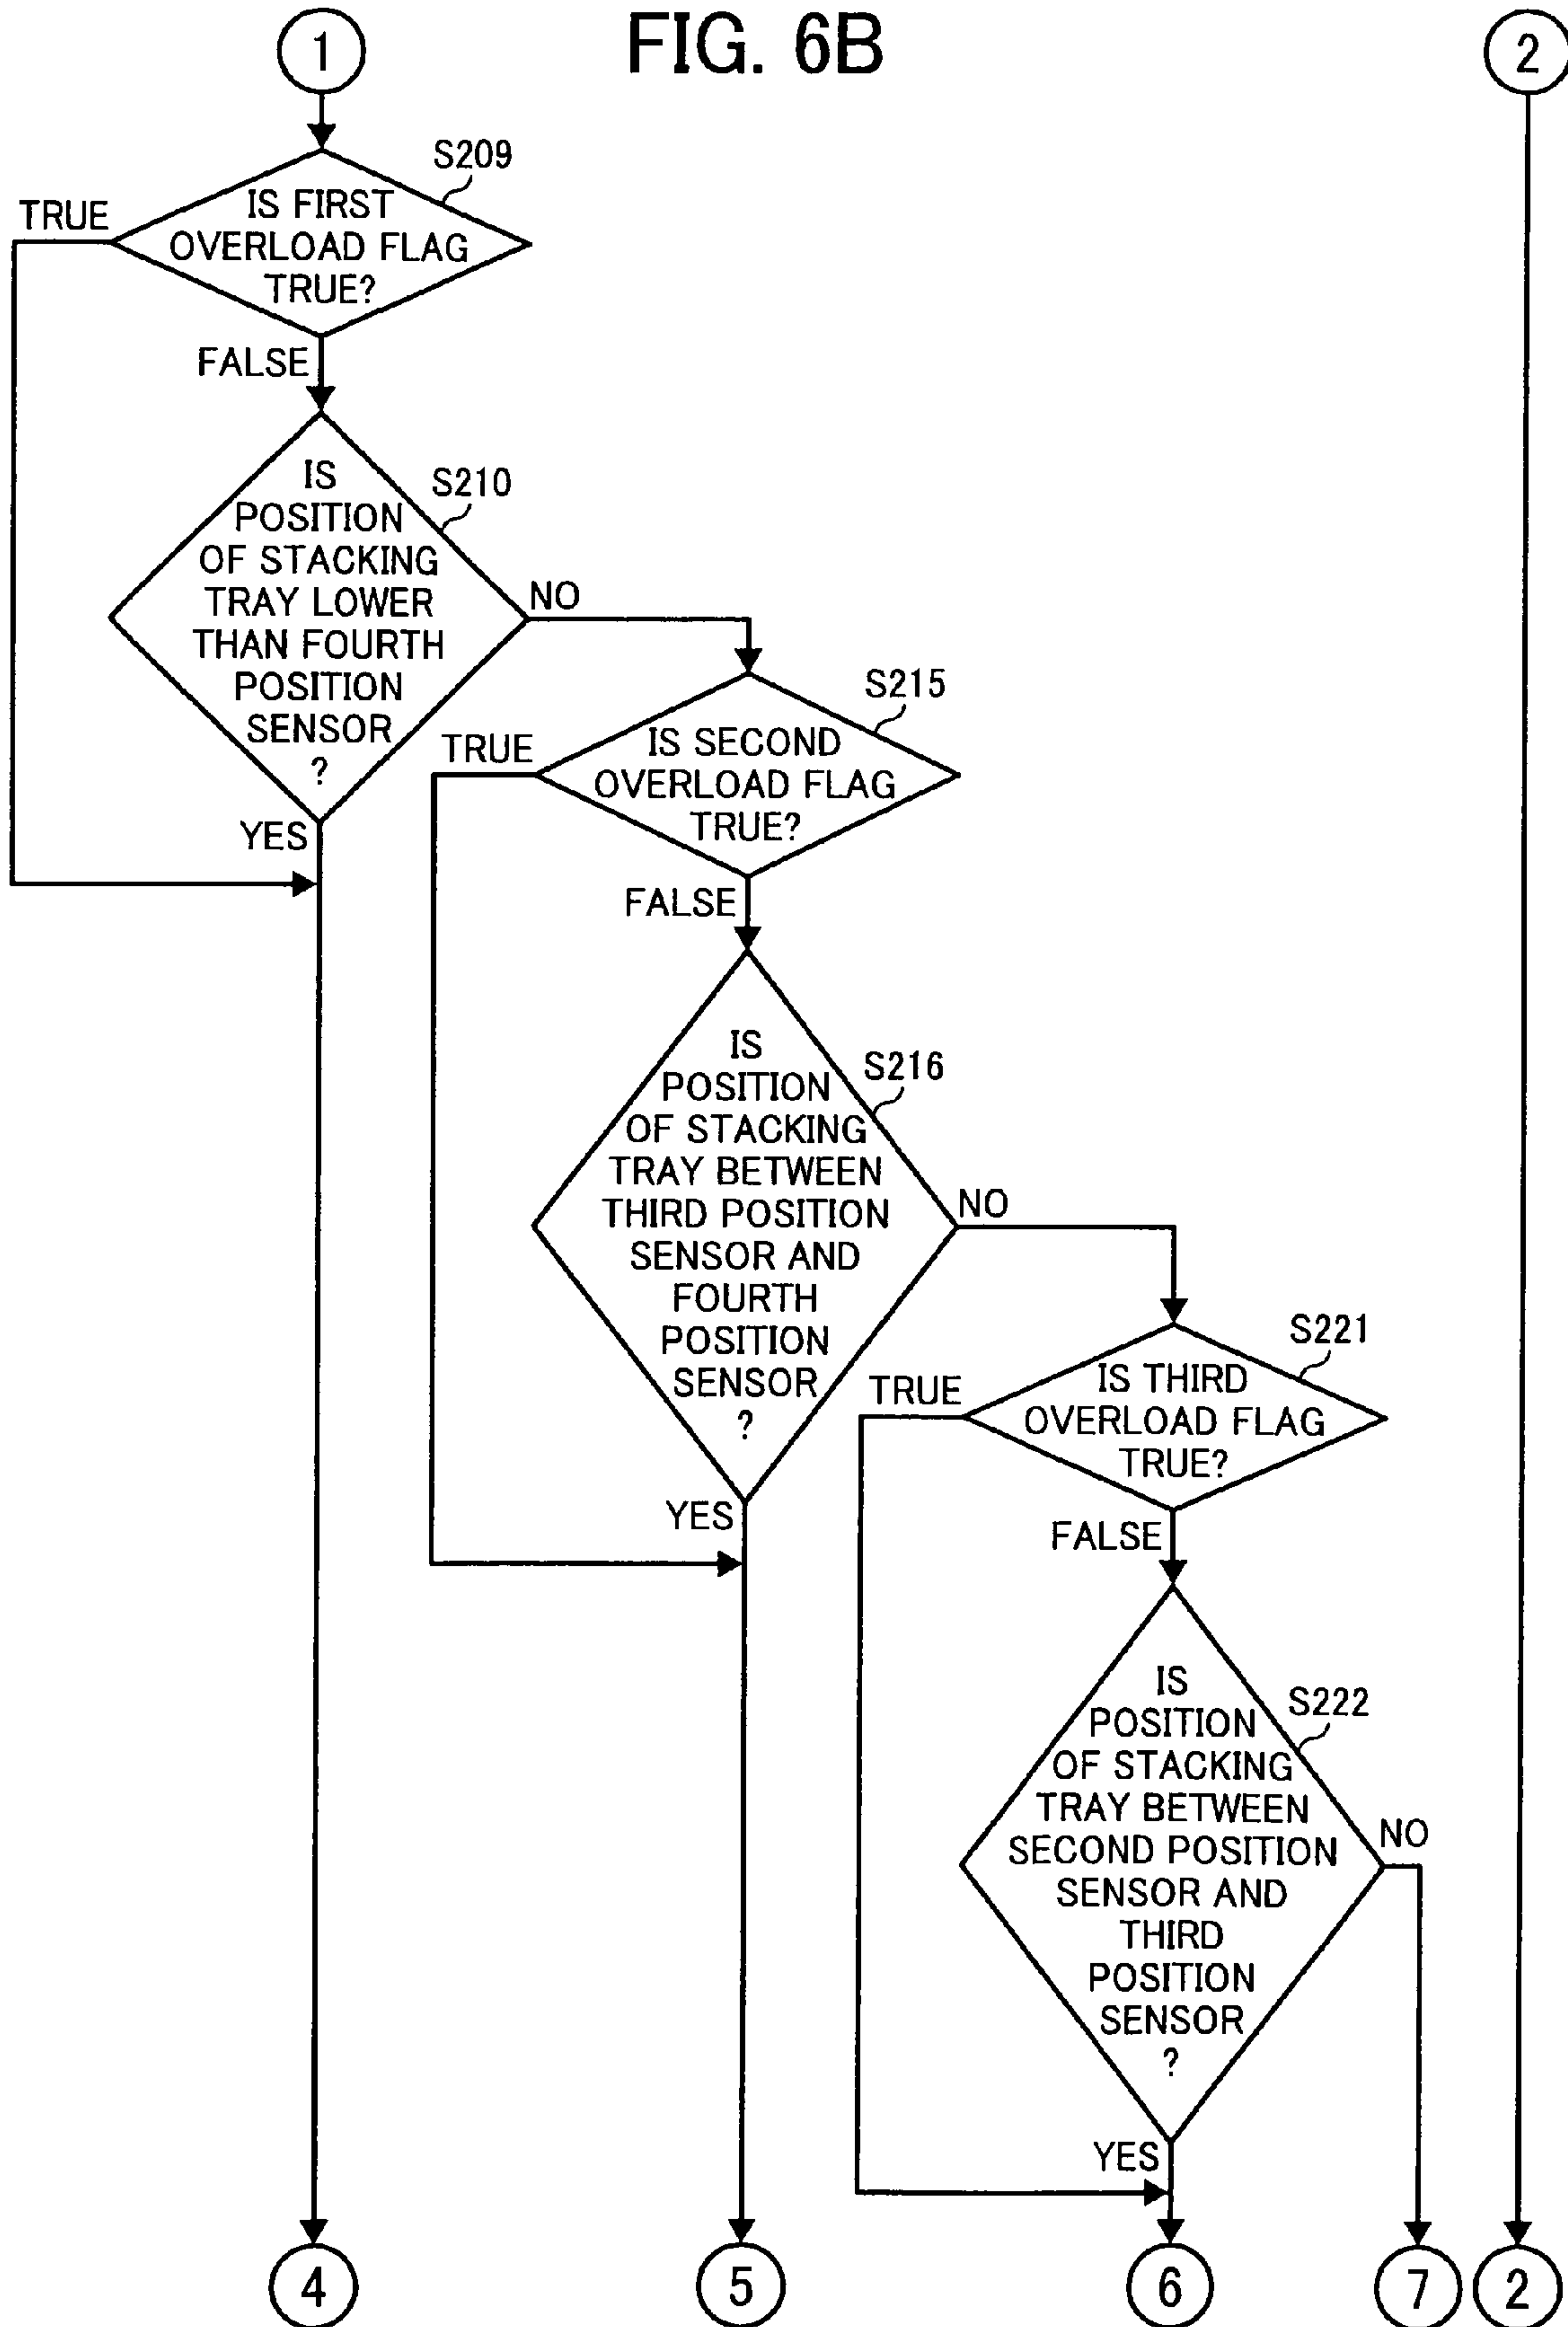 FIG. 6B
1
2
S209
TRUE
IS FIRST
OVERLOAD FLAG
TRUE?
FALSE
S210
IS
POSITION
OF STACKING
TRAY LOWER
THAN FOURTH
POSITION
SENSOR
?
NO
YES
S215
TRUE
IS SECOND
OVERLOAD FLAG
TRUE?
FALSE
S216
IS
POSITION
OF STACKING
TRAY BETWEEN
THIRD POSITION
SENSOR AND
FOURTH
POSITION
SENSOR
?
NO
YES
S221
TRUE
IS THIRD
OVERLOAD FLAG
TRUE?
FALSE
S222
IS
POSITION
OF STACKING
TRAY BETWEEN
SECOND POSITION
SENSOR AND
THIRD
POSITION
SENSOR
?
NO
YES
4
5
6
7
2